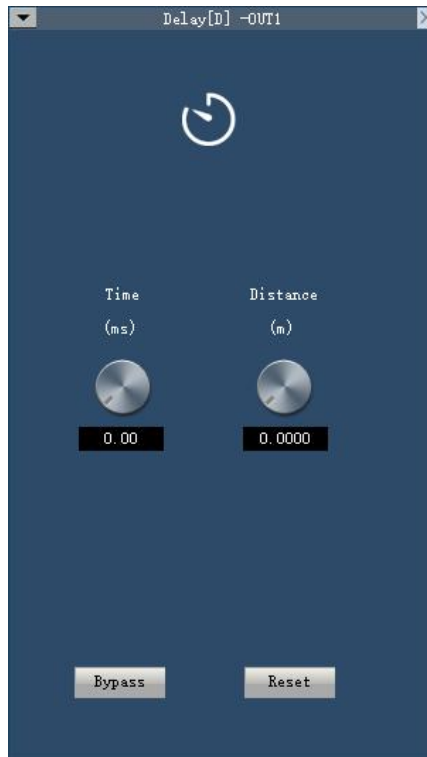 Delay[D] -OUT1
Time Distance
(ms) (m)
0.00 0.0000
Bypass Reset